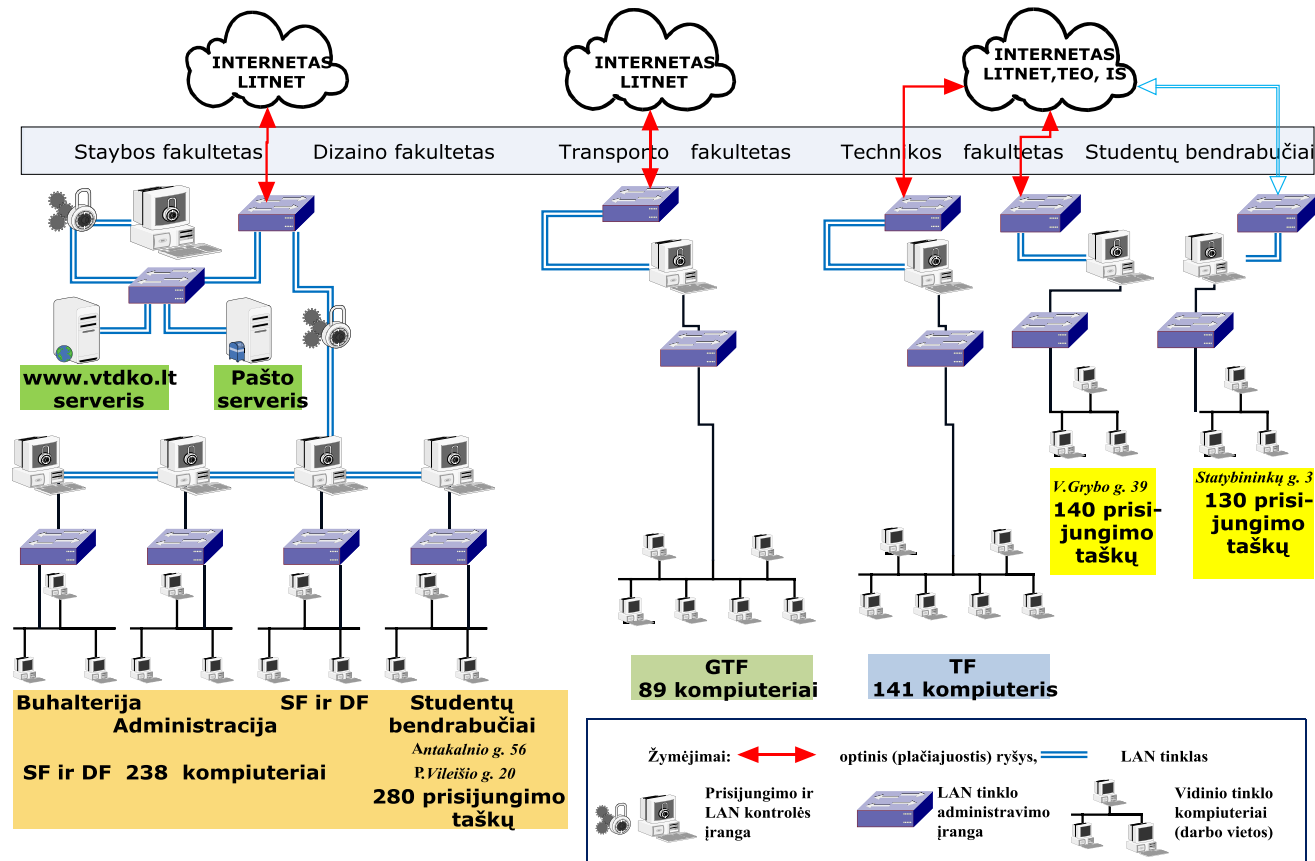 INTERNETAS
LITNET
INTERNETAS
LITNET
INTERNETAS
LITNET,TEO, IS
Staybos fakultetas
Dizaino fakultetas
Transporto fakultetas
Technikos fakultetas
Studentų bendrabučiai
www.vtdko.lt
serveris
Pašto
serveris
V.Grybo g. 39
140 prisi-
jungimo
taškų
Statybininkų g. 3
130 prisi-
jungimo
taškų
GTF
89 kompiuteriai
TF
141 kompiuteris
Buhalterija
Administracija
SF ir DF
Studentų
bendrabučiai
Antakalnio g. 56
P.Vileišio g. 20
280 prisijungimo
taškų
SF ir DF 238 kompiuteriai
Žymėjimai:
optinis (plačiajuostis) ryšys,
LAN tinklas
Prisijungimo ir
LAN kontrolės
įranga
LAN tinklo
administravimo
įranga
Vidinio tinklo
kompiuteriai
(darbo vietos)